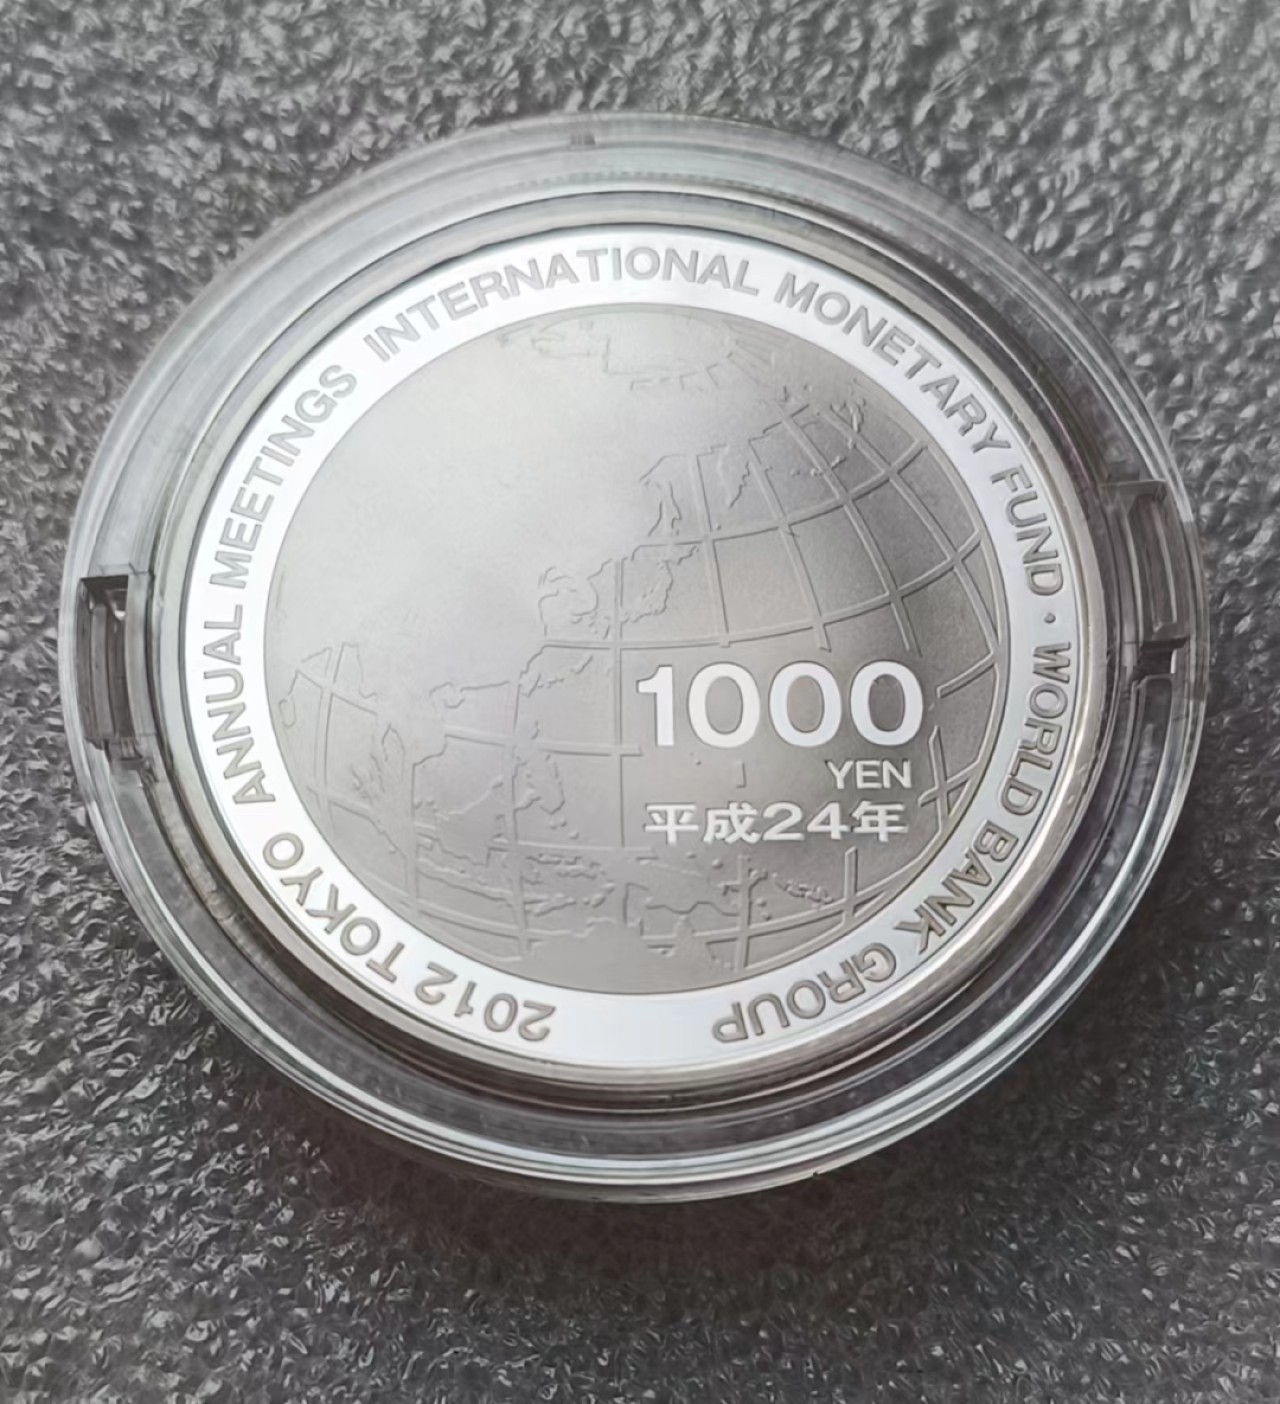 2012 TOKYO ANNUAL MEETINGS INTERNATIONAL MONETARY FUND・WORLD BANK GROUP
1000
YEN
平成24年